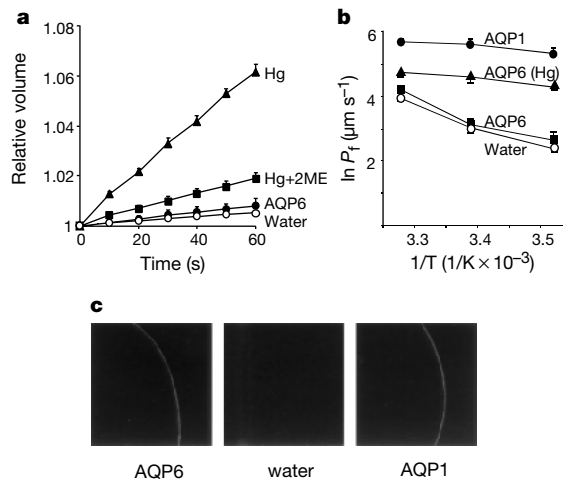 a
Relative volume
1.08
1.06
1.04
1.02
1
0
20
40
60
Time (s)
Hg
Hg+2ME
AQP6
Water
b
ln Pf (μm s–1)
6
4
2
3.3
3.4
3.5
1/T (1/K × 10–3)
AQP1
AQP6 (Hg)
AQP6
Water
c
AQP6
water
AQP1